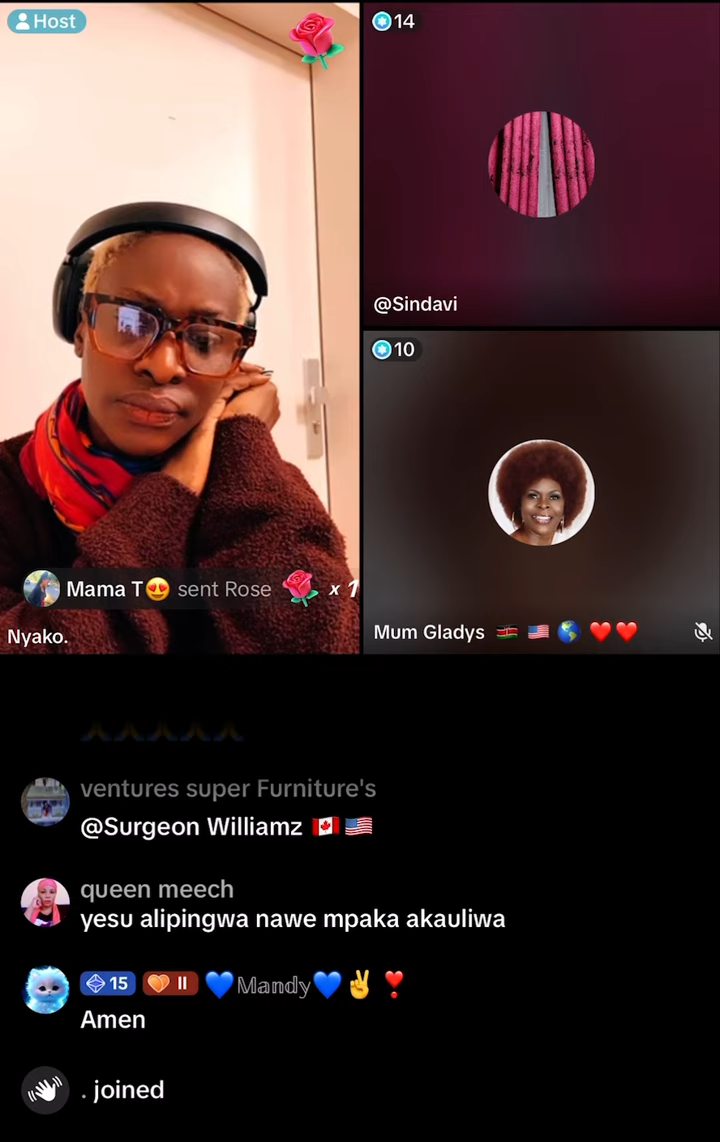 Host
14
@Sindavi
10
Mama T😍 sent Rose 🌹 x 1
Nyako.
Mum Gladys 🇰🇪 🇺🇸 🌎 ❤️❤️
ventures super Furniture's
@Surgeon Williamz 🇨🇦🇺🇸
queen meech
yesu alipingwa nawe mpaka akauliwa
15 II 💙𝕄𝕒𝕟𝕕𝕪💙✌️❣️
Amen
. joined